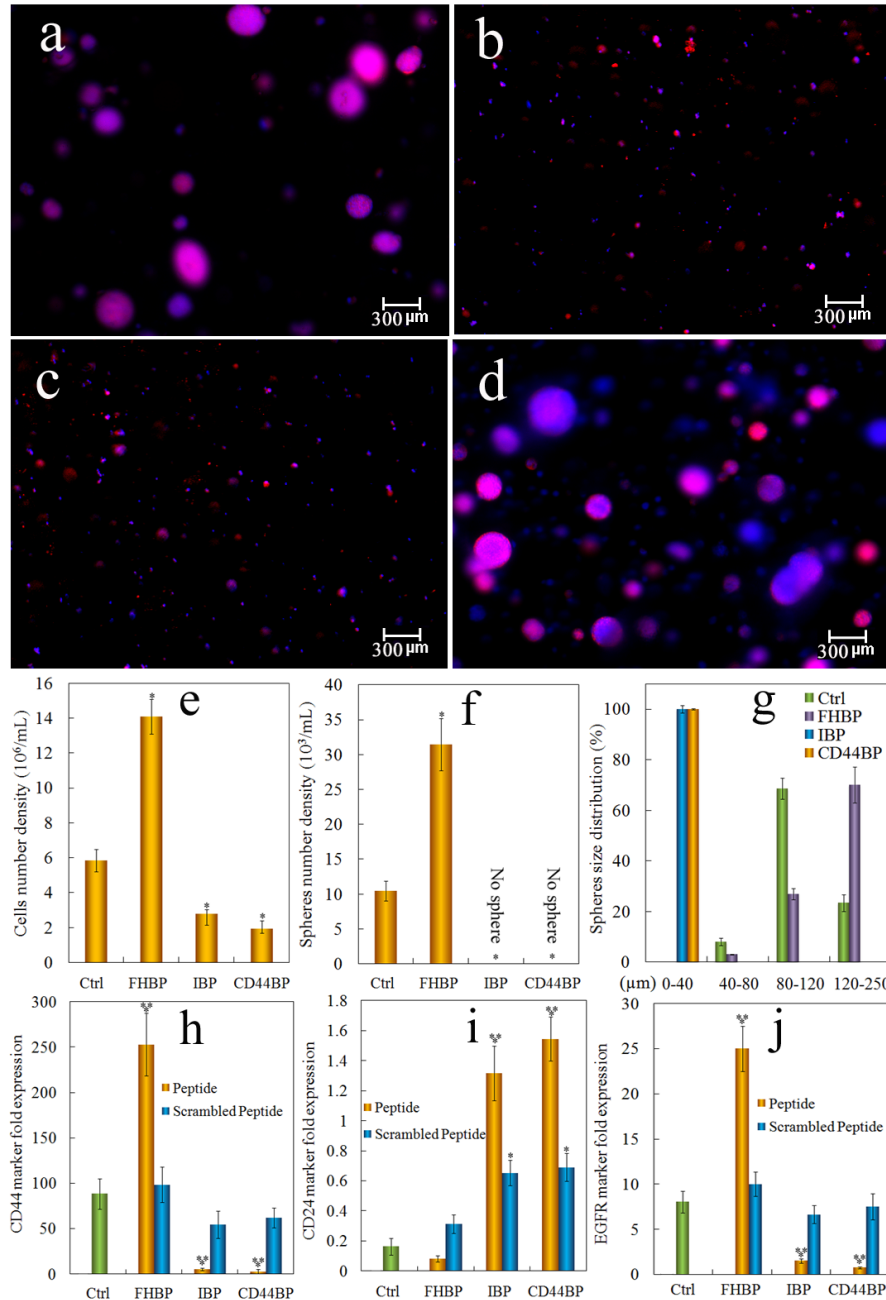 a
b
300 µm
300 µm
c
d
300 µm
300 µm
e
Cells number density (10⁶/mL)
16
14
12
10
8
6
4
2
0
*
*
*
Ctrl
FHBP
IBP
CD44BP
f
Spheres number density (10³/mL)
40
35
30
25
20
15
10
5
0
*
No sphere
*
No sphere
*
Ctrl
FHBP
IBP
CD44BP
g
Spheres size distribution (%)
100
80
60
40
20
0
Ctrl
FHBP
IBP
CD44BP
(µm)
0-40
40-80
80-120
120-250
h
CD44 marker fold expression
300
250
200
150
100
50
0
***
***
***
Peptide
Scrambled Peptide
Ctrl
FHBP
IBP
CD44BP
i
CD24 marker fold expression
1.8
1.6
1.4
1.2
1
0.8
0.6
0.4
0.2
0
***
***
*
*
Peptide
Scrambled Peptide
Ctrl
FHBP
IBP
CD44BP
j
EGFR marker fold expression
30
25
20
15
10
5
0
***
***
***
Peptide
Scrambled Peptide
Ctrl
FHBP
IBP
CD44BP